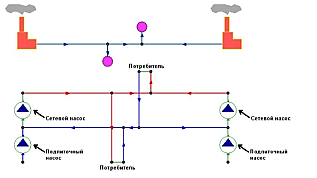 Потребитель
Сетевой насос
Сетевой насос
Подпиточный
насос
Подпиточный
насос
Потребитель